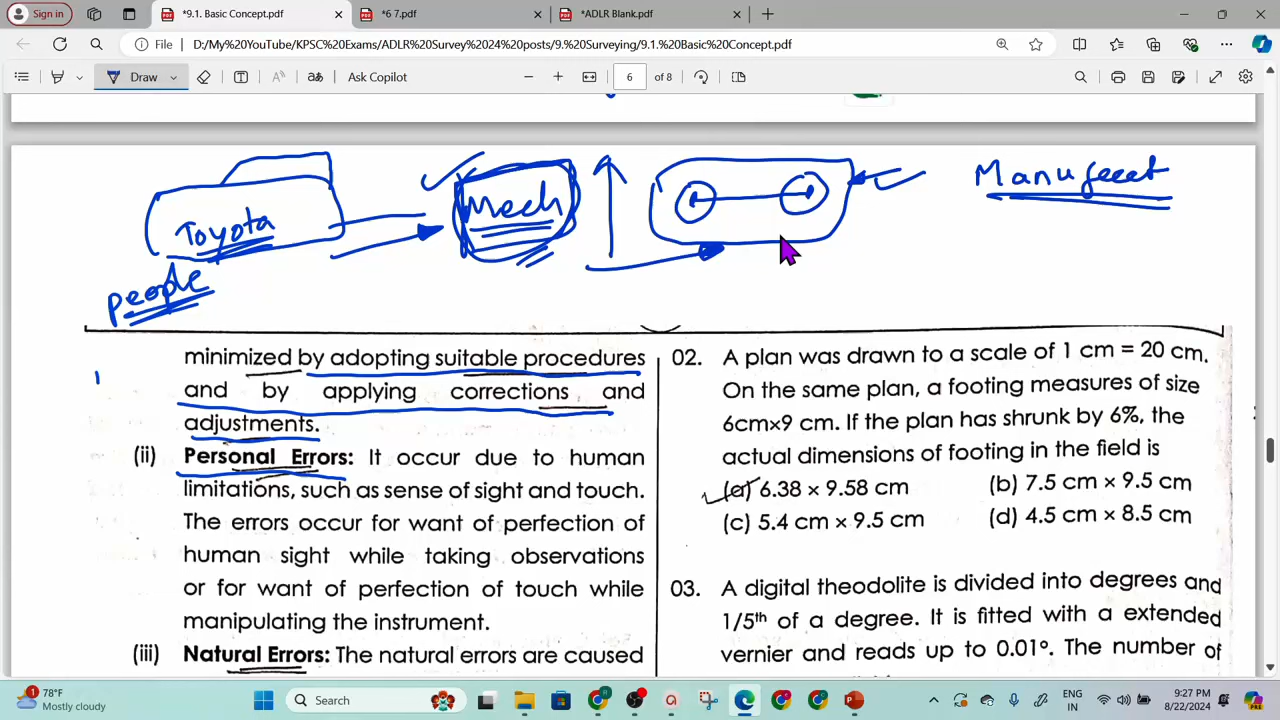 Sign in
*9.1. Basic Concept.pdf
*6 7.pdf
*ADLR Blank.pdf
File
D:/My%20YouTube/KPSC%20Exams/ADLR%20Survey%2024%20posts/9%20Surveying/9.1.%20Basic%20Concept.pdf
Draw
Ask Copilot
6 of 8
Toyota
people
Mech
minimized by adopting suitable procedures
and by applying corrections and
adjustments.
(ii) Personal Errors: It occur due to human
limitations, such as sense of sight and touch.
The errors occur for want of perfection of
human sight while taking observations
or for want of perfection of touch while
manipulating the instrument.
(iii) Natural Errors: The natural errors are caused
02. A plan was drawn to a scale of 1 cm = 20 cm.
On the same plan, a footing measures of size
6cm×9 cm. If the plan has shrunk by 6%, the
actual dimensions of footing in the field is
(a) 6.38 × 9.58 cm (b) 7.5 cm × 9.5 cm
(c) 5.4 cm × 9.5 cm (d) 4.5 cm × 8.5 cm
03. A digital theodolite is divided into degrees and
1/5th of a degree. It is fitted with a extended
vernier and reads up to 0.01°. The number of
1
78°F
Mostly cloudy
Search
ENG
IN
9:27 PM
8/22/2024